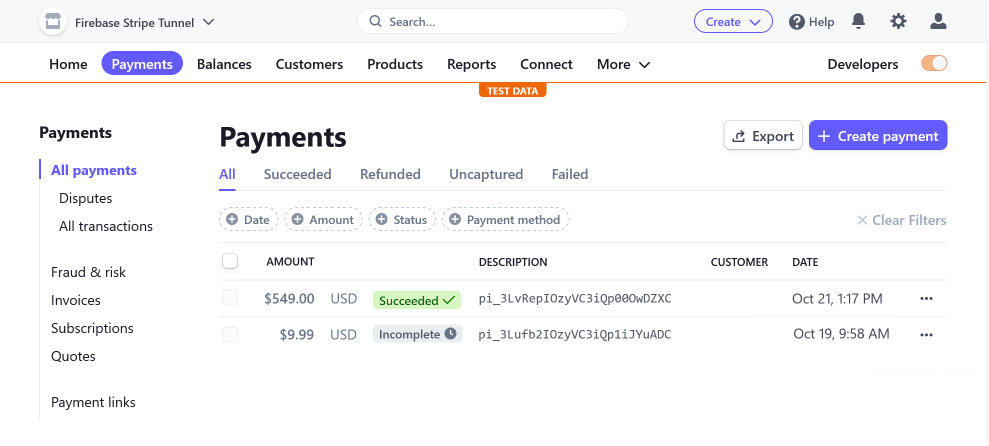 Firebase Stripe Tunnel
Search...
Create
Help
Home Payments Balances Customers Products Reports Connect More Developers
TEST DATA
Payments
All payments
Disputes
All transactions
Fraud & risk
Invoices
Subscriptions
Quotes
Payment links
Payments
Export
Create payment
All Succeeded Refunded Uncaptured Failed
Date Amount Status Payment method Clear Filters
AMOUNT DESCRIPTION CUSTOMER DATE
$549.00 USD Succeeded pi_3LvRepIOzyVC3iQp00OwDZXC Oct 21, 1:17 PM
$9.99 USD Incomplete pi_3Lufb2IOzyVC3iQp1iJYuADC Oct 19, 9:58 AM